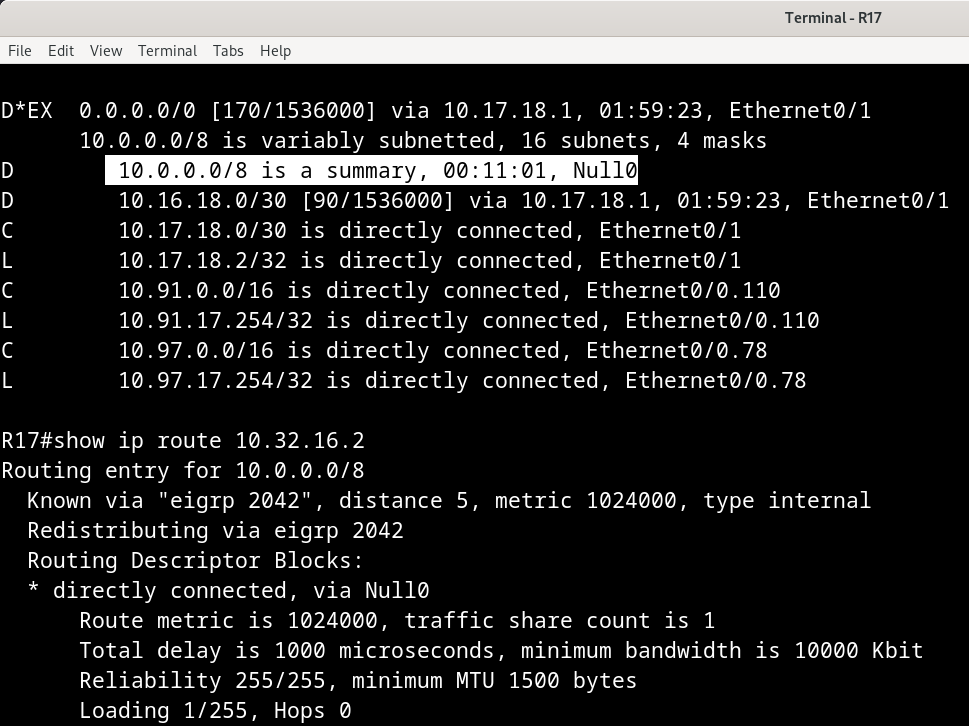 Terminal - R17
File Edit View Terminal Tabs Help
D*EX  0.0.0.0/0 [170/1536000] via 10.17.18.1, 01:59:23, Ethernet0/1
      10.0.0.0/8 is variably subnetted, 16 subnets, 4 masks
D        10.0.0.0/8 is a summary, 00:11:01, Null0
D        10.16.18.0/30 [90/1536000] via 10.17.18.1, 01:59:23, Ethernet0/1
C        10.17.18.0/30 is directly connected, Ethernet0/1
L        10.17.18.2/32 is directly connected, Ethernet0/1
C        10.91.0.0/16 is directly connected, Ethernet0/0.110
L        10.91.17.254/32 is directly connected, Ethernet0/0.110
C        10.97.0.0/16 is directly connected, Ethernet0/0.78
L        10.97.17.254/32 is directly connected, Ethernet0/0.78
R17#show ip route 10.32.16.2
Routing entry for 10.0.0.0/8
  Known via "eigrp 2042", distance 5, metric 1024000, type internal
  Redistributing via eigrp 2042
  Routing Descriptor Blocks:
  * directly connected, via Null0
      Route metric is 1024000, traffic share count is 1
      Total delay is 1000 microseconds, minimum bandwidth is 10000 Kbit
      Reliability 255/255, minimum MTU 1500 bytes
      Loading 1/255, Hops 0